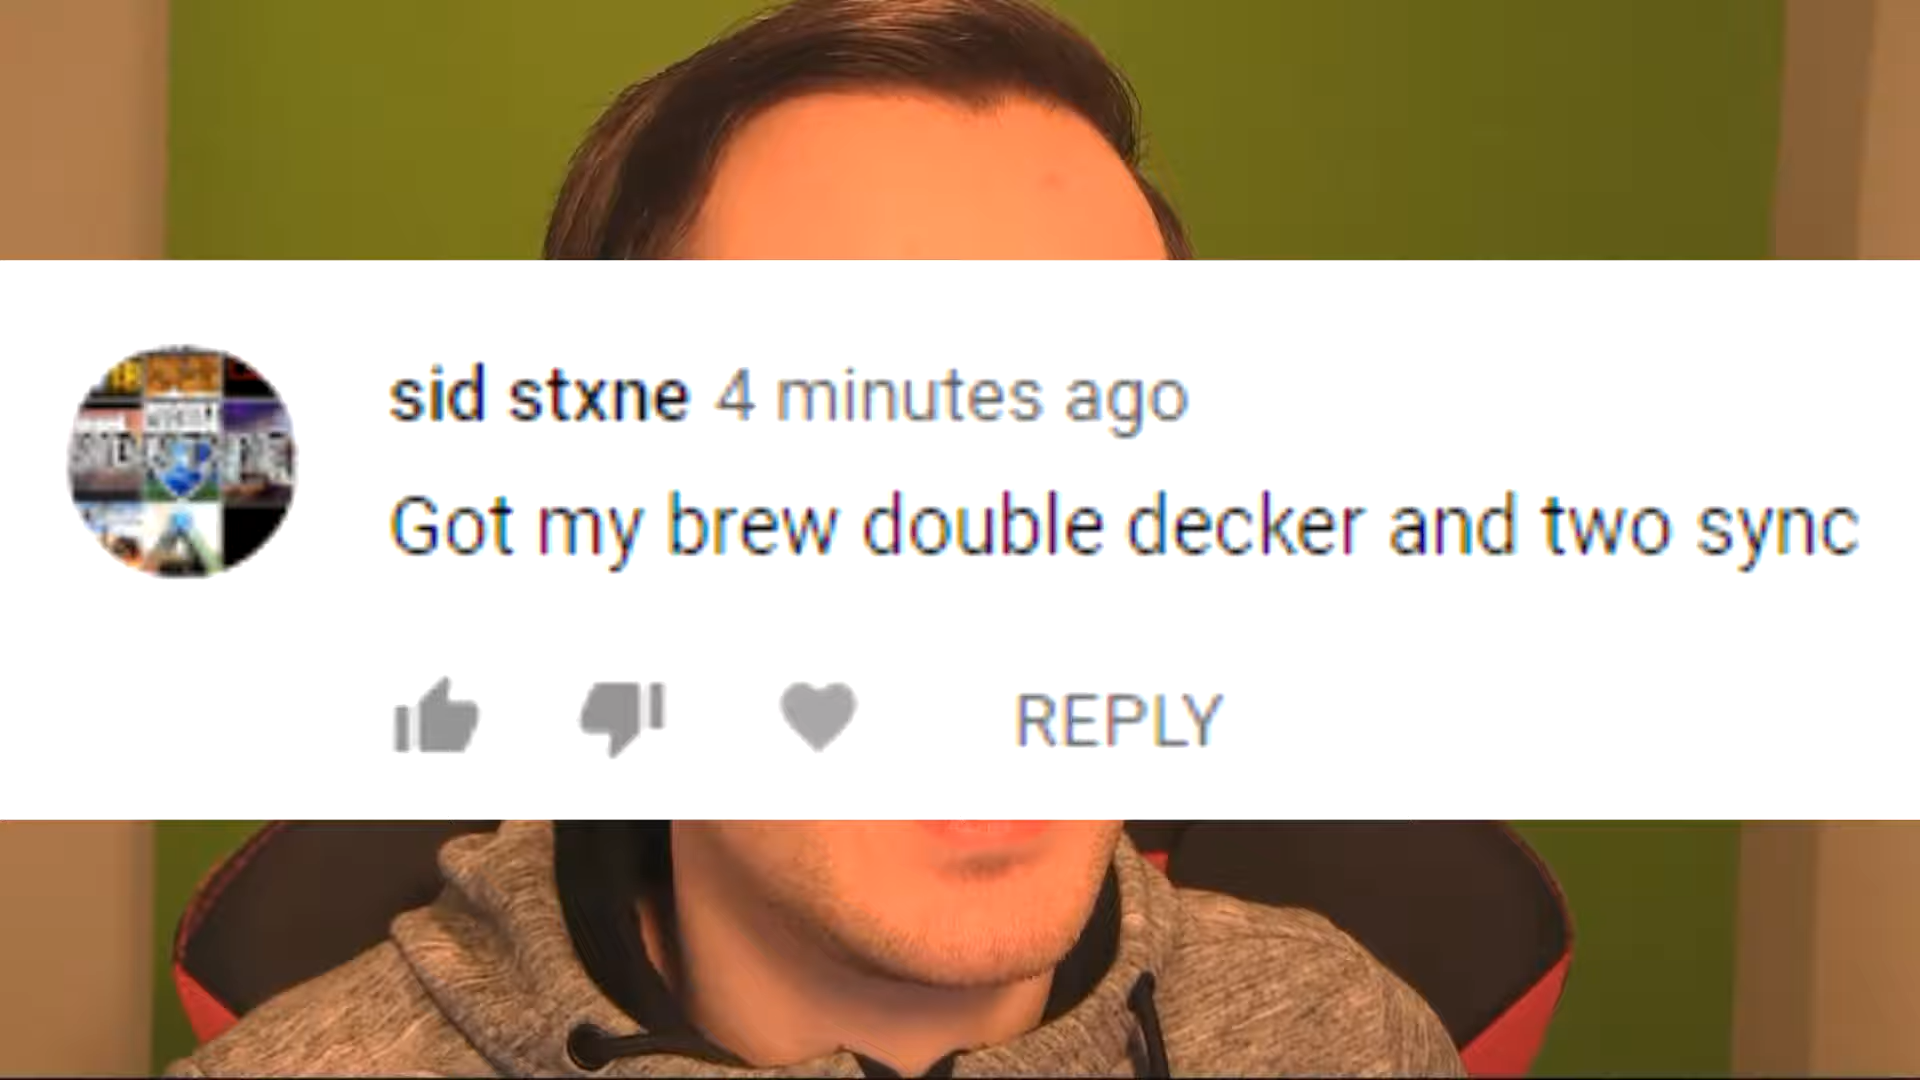 sid stxne 4 minutes ago
Got my brew double decker and two sync
REPLY